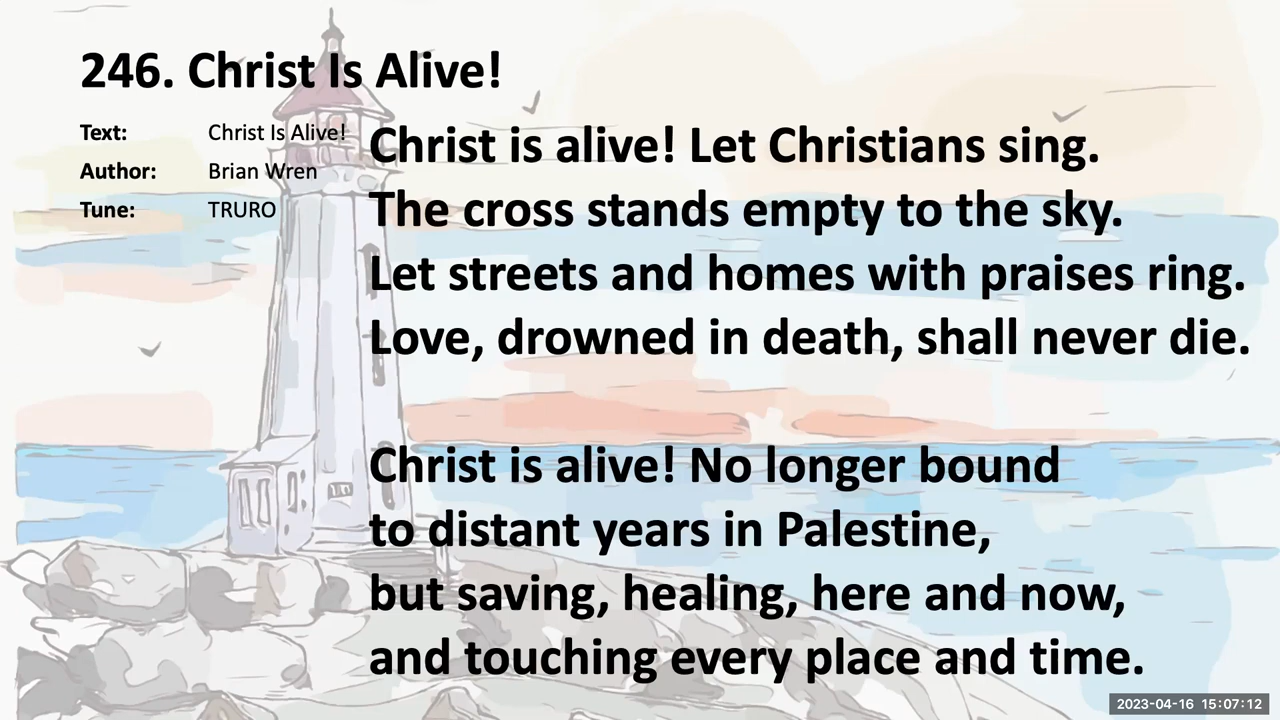 246. Christ Is Alive!
Text: Christ Is Alive!
Author: Brian Wren
Tune: TRURO
Christ is alive! Let Christians sing.
The cross stands empty to the sky.
Let streets and homes with praises ring.
Love, drowned in death, shall never die.
Christ is alive! No longer bound
to distant years in Palestine,
but saving, healing, here and now,
and touching every place and time.
2023-04-16 15:07:12